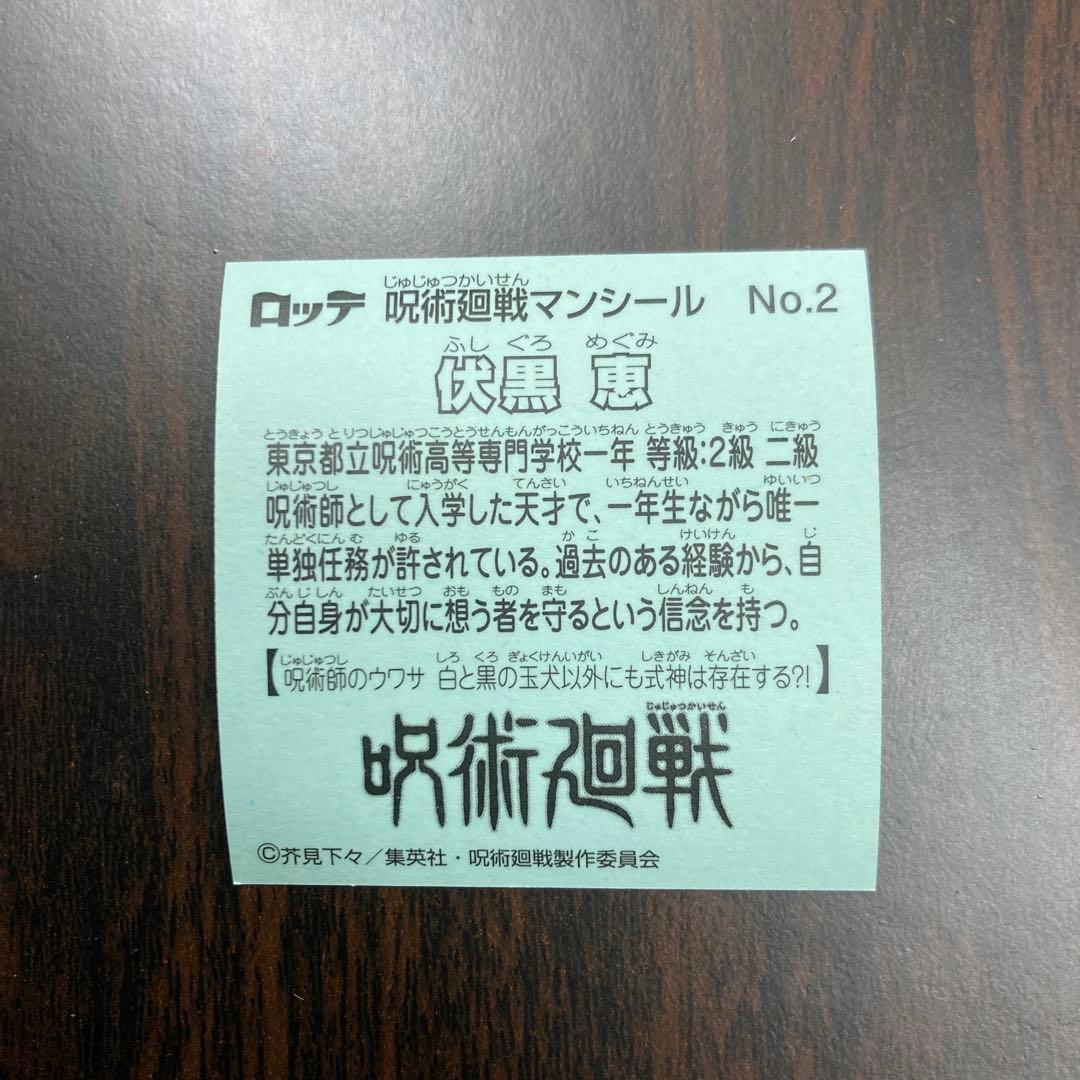 じゅじゅつかいせん
ロッテ 呪術廻戦マンシール No.2
ふし ぐろ めぐみ
伏黒 恵
とうきょう とりつじゅじゅつこうとうせんもんがっこういちねん とうきゅう きゅう にきゅう
東京都立呪術高等専門学校一年 等級:2級 二級
じゅじゅつし にゅうがく てんさい いちねんせい ゆいいつ
呪術師として入学した天才で、一年生ながら唯一
たんどくにん む ゆる か こ けいけん じ
単独任務が許されている。過去のある経験から、自
ぶん じ しん たいせつ おも もの まも しんねん も
分自身が大切に想う者を守るという信念を持つ。
じゅじゅつし しろ くろ ぎょくけんいがい しきがみ そんざい
【呪術師のウワサ 白と黒の玉犬以外にも式神は存在する?!】
じゅじゅつかいせん
呪術廻戦
©芥見下々/集英社・呪術廻戦製作委員会